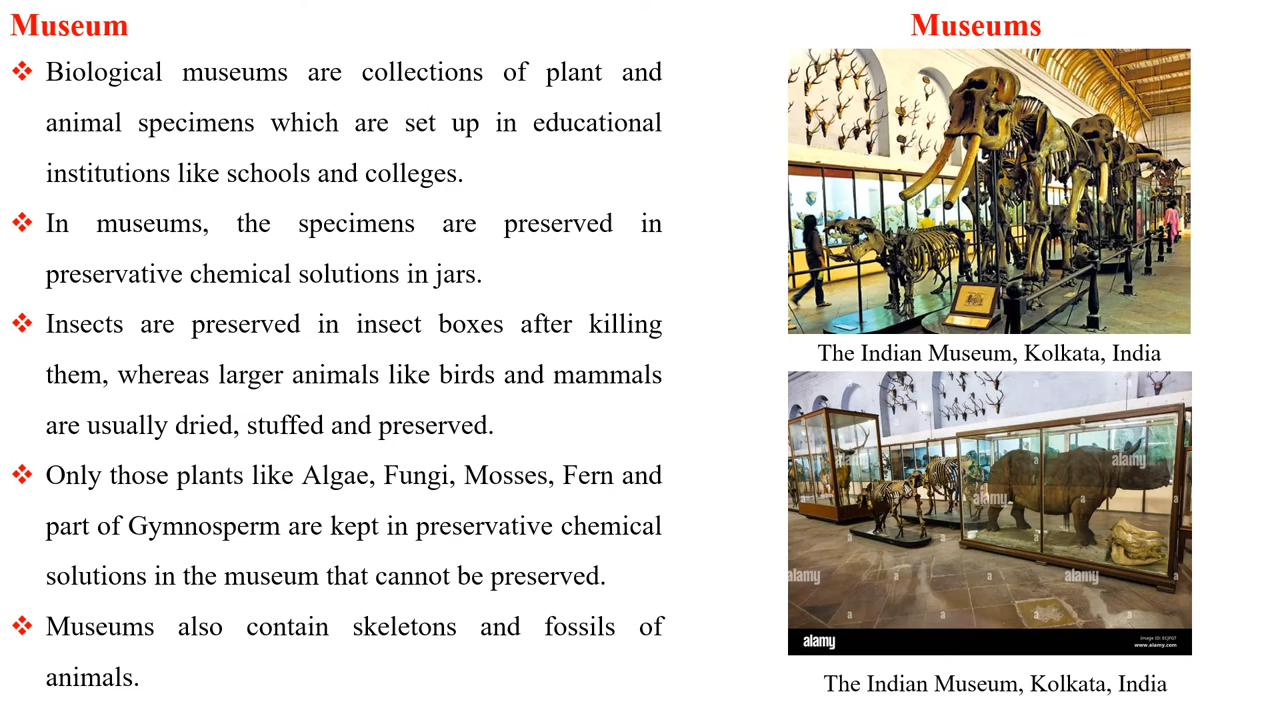 Museum
Biological museums are collections of plant and
animal specimens which are set up in educational
institutions like schools and colleges.
In museums, the specimens are preserved in
preservative chemical solutions in jars.
Insects are preserved in insect boxes after killing
them, whereas larger animals like birds and mammals
are usually dried, stuffed and preserved.
Only those plants like Algae, Fungi, Mosses, Fern and
part of Gymnosperm are kept in preservative chemical
solutions in the museum that cannot be preserved.
Museums also contain skeletons and fossils of
animals.
Museums
The Indian Museum, Kolkata, India
alamy
alamy
alamy
alamy
alamy
a
a
a
a
alamy
Image ID: ECJFGT
www.alamy.com
The Indian Museum, Kolkata, India